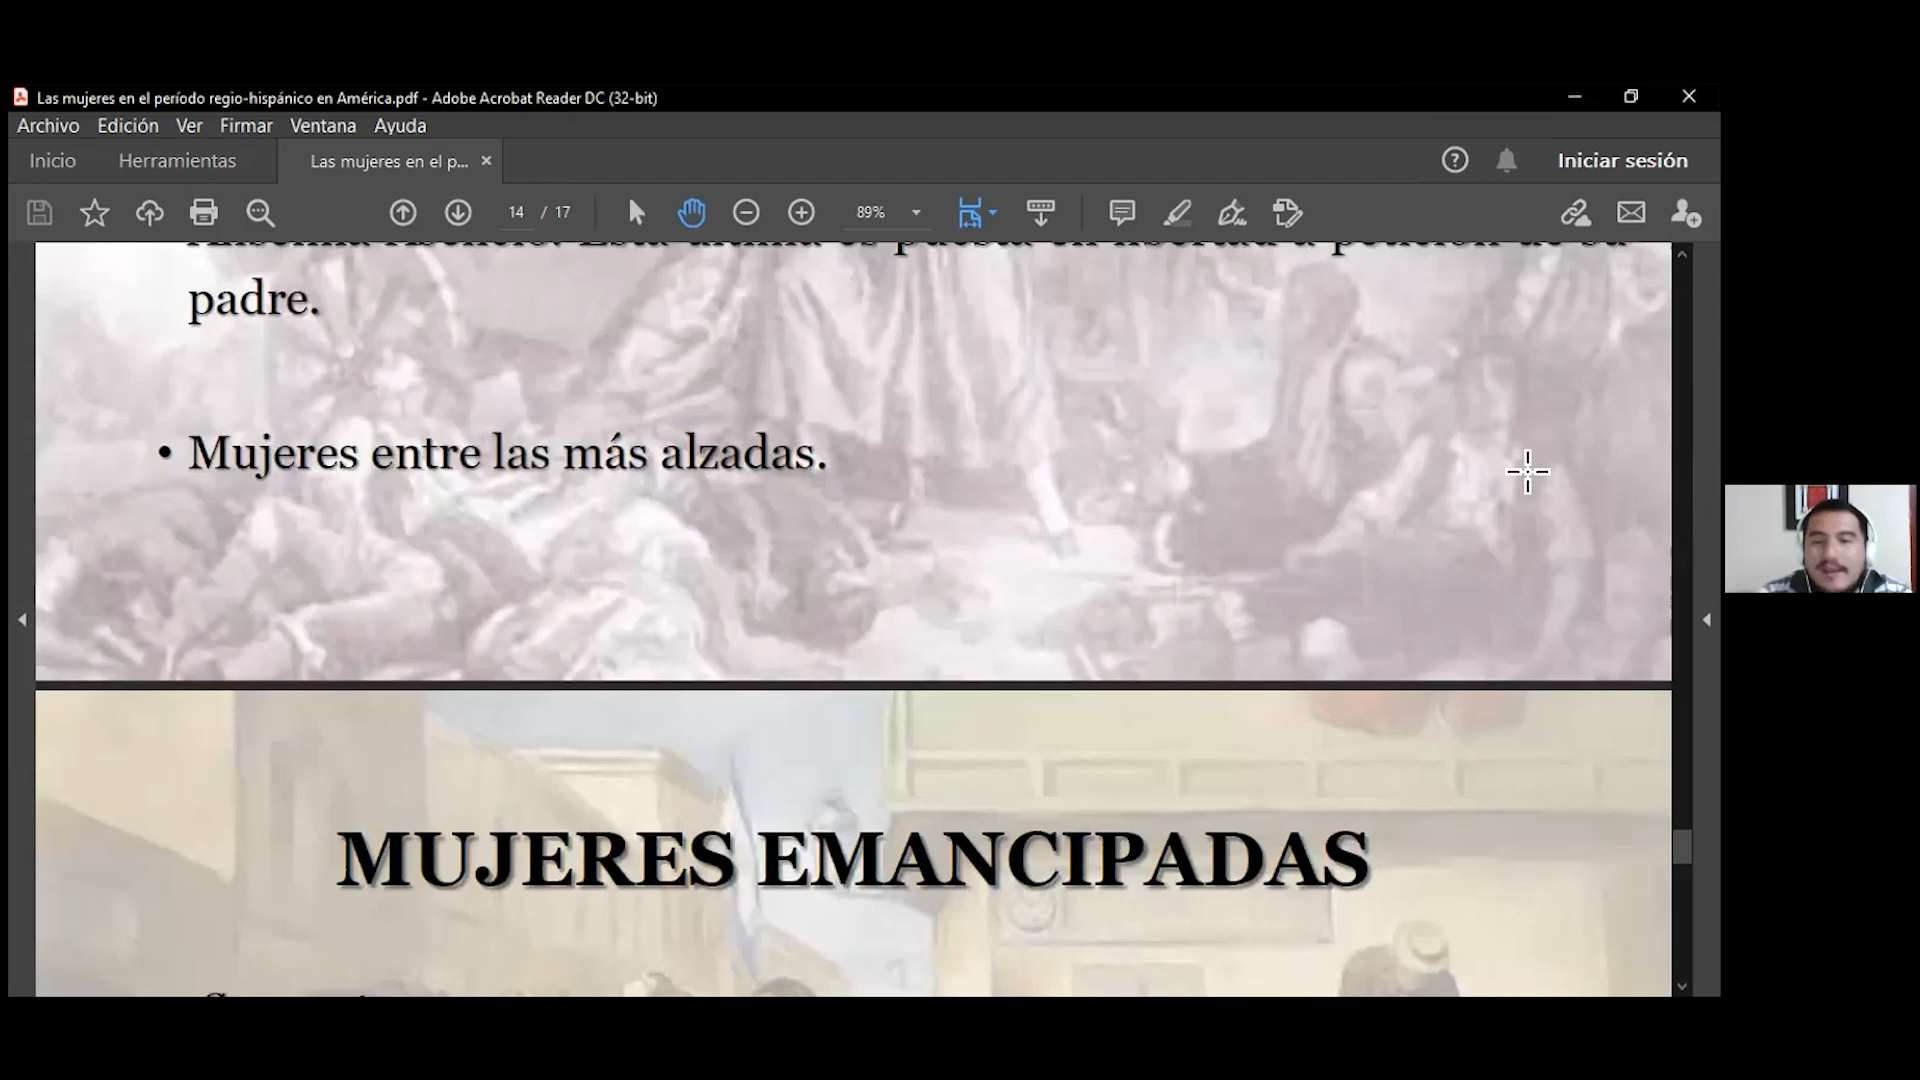 Las mujeres en el período regio-hispánico en América.pdf - Adobe Acrobat Reader DC (32-bit)
Archivo Edición Ver Firmar Ventana Ayuda
Inicio Herramientas Las mujeres en el p... Iniciar sesión
14 / 17 89%
padre.
• Mujeres entre las más alzadas.
MUJERES EMANCIPADAS